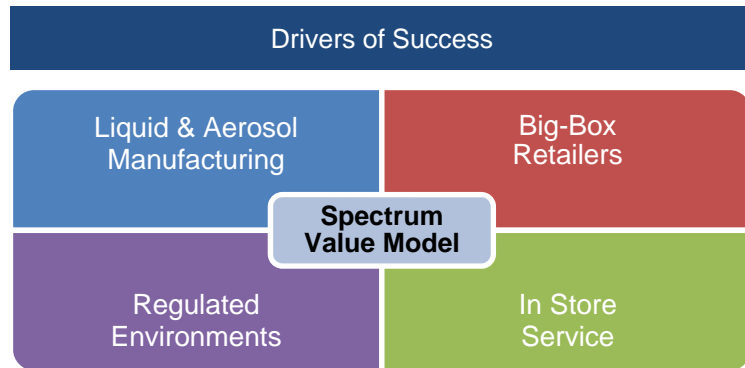 Drivers of Success
Liquid & Aerosol
Manufacturing
Big-Box
Retailers
Spectrum
Value Model
Regulated
Environments
In Store
Service